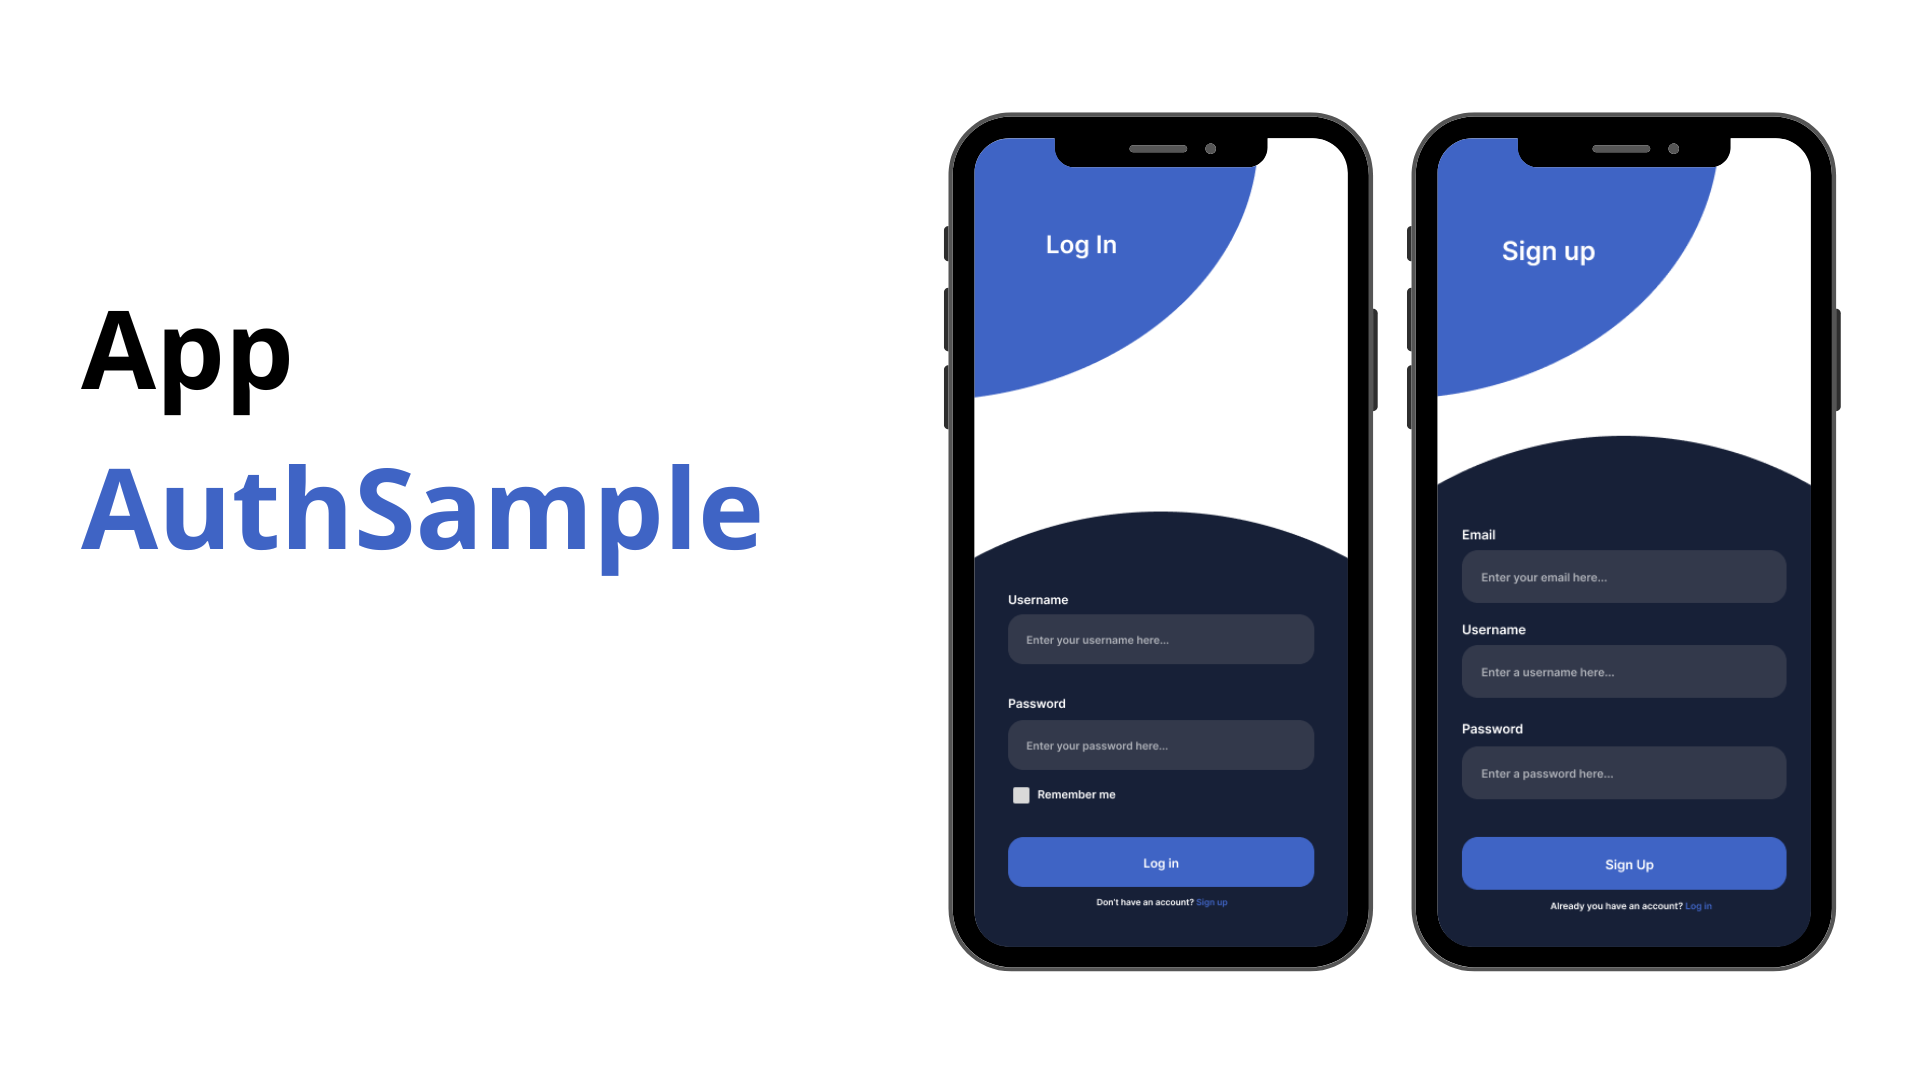 App
AuthSample
Log In
Username
Enter your username here...
Password
Enter your password here...
Remember me
Log in
Don't have an account? Sign up
Sign up
Email
Enter your email here...
Username
Enter a username here...
Password
Enter a password here...
Sign Up
Already you have an account? Log in